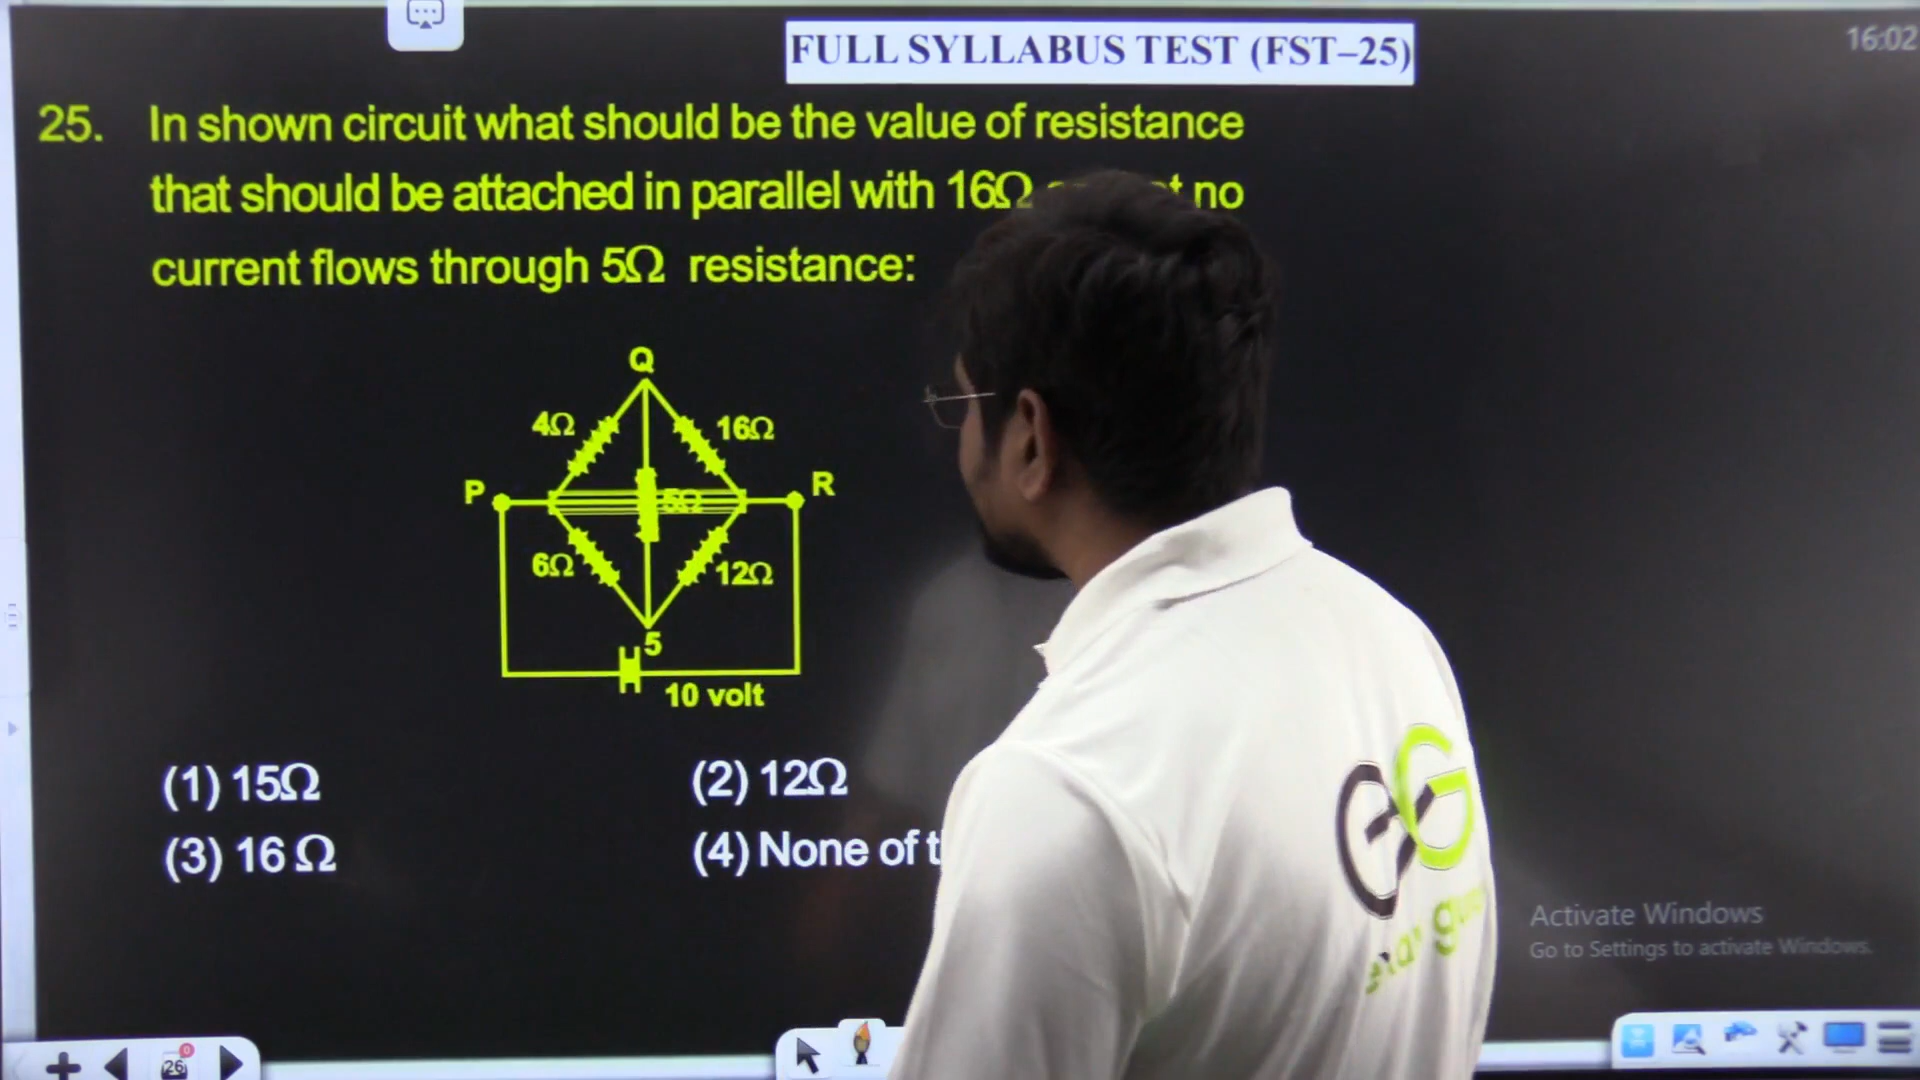 FULL SYLLABUS TEST (FST–25)
16:02
25. In shown circuit what should be the value of resistance
that should be attached in parallel with 16Ω no
current flows through 5Ω resistance:
Q
4Ω
16Ω
P
5Ω
R
6Ω
12Ω
5
10 volt
(1) 15Ω
(2) 12Ω
(3) 16 Ω
(4) None of
Activate Windows
Go to Settings to activate Windows.
26
0